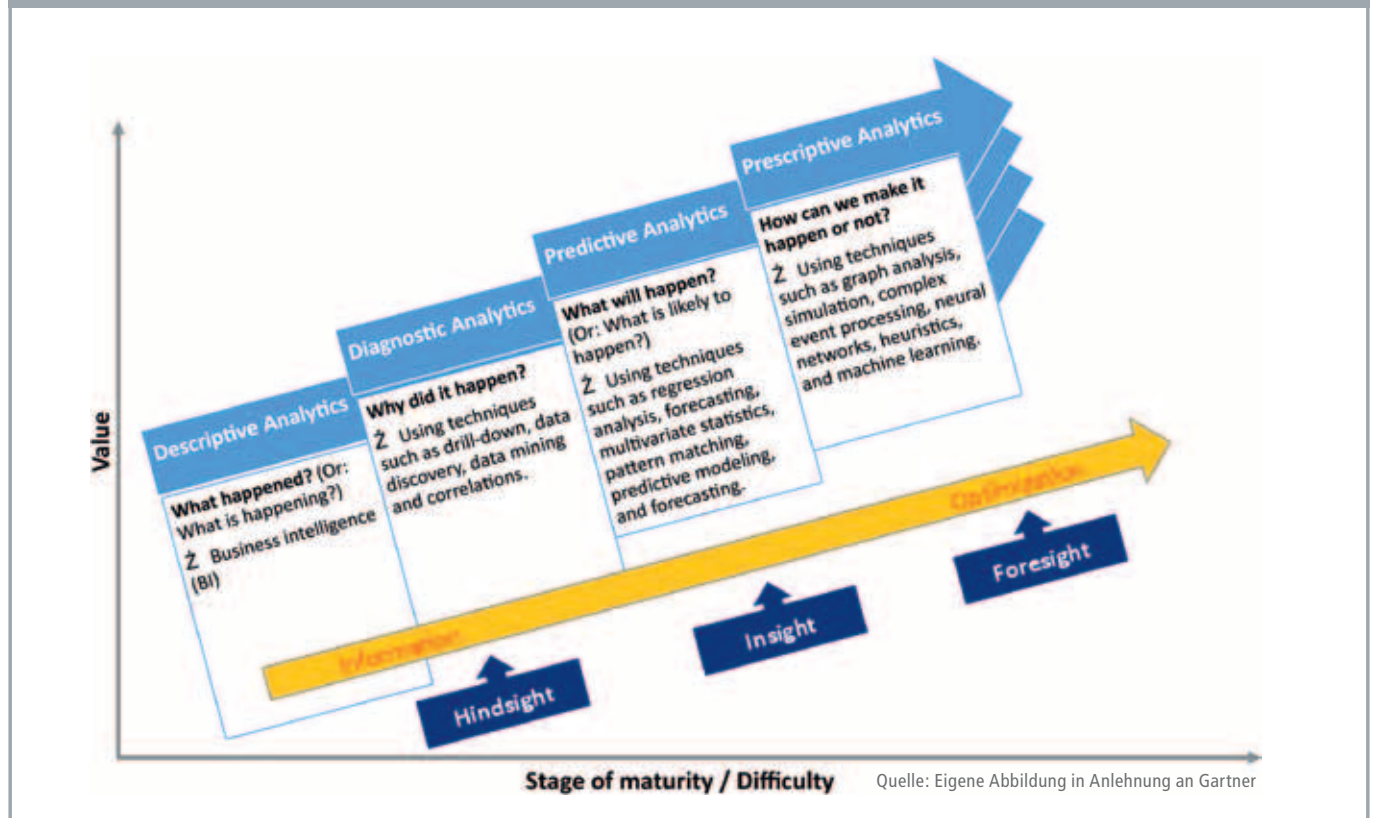 Value
Descriptive Analytics
What happened? (Or:
What is happening?)
Ż Business intelligence
(BI)
Diagnostic Analytics
Why did it happen?
Ż Using techniques
such as drill-down, data
discovery, data mining
and correlations.
Predictive Analytics
What will happen?
(Or: What is likely to
happen?)
Ż Using techniques
such as regression
analysis, forecasting,
multivariate statistics,
pattern matching,
predictive modeling,
and forecasting.
Prescriptive Analytics
How can we make it
happen or not?
Ż Using techniques
such as graph analysis,
simulation, complex
event processing, neural
networks, heuristics,
and machine learning.
Information
Optimization
Hindsight
Insight
Foresight
Stage of maturity / Difficulty
Quelle: Eigene Abbildung in Anlehnung an Gartner